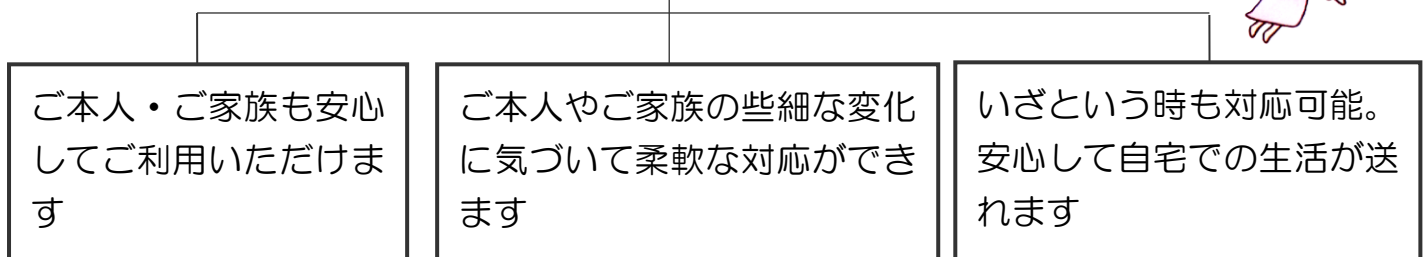 ご本人・ご家族も安心
してご利用いただけま
す
ご本人やご家族の些細な変化
に気づいて柔軟な対応ができ
ます
いざという時も対応可能。
安心して自宅での生活が送
れます